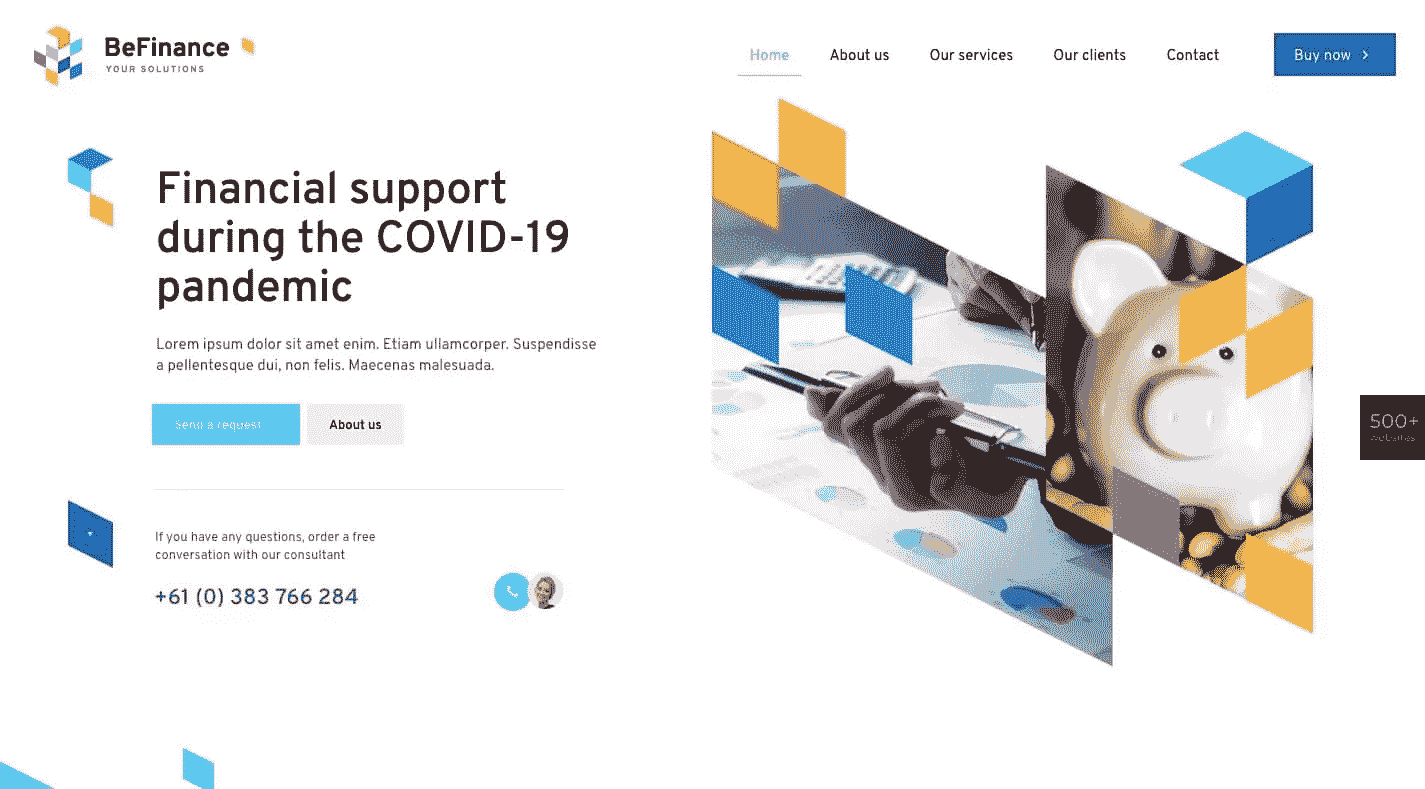 BeFinance
YOUR SOLUTIONS
Home
About us
Our services
Our clients
Contact
Buy now
Financial support
during the COVID-19
pandemic
Lorem ipsum dolor sit amet enim. Etiam ullamcorper. Suspendisse
a pellentesque dui, non felis. Maecenas malesuada.
Send a request
About us
500+
websites
If you have any questions, order a free
conversation with our consultant
+61 (0) 383 766 284